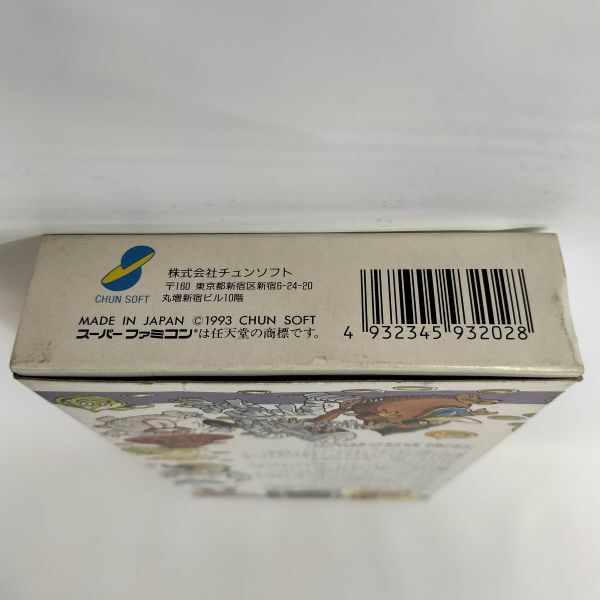 CHUN SOFT
株式会社チュンソフト
〒160 東京都新宿区新宿6-24-20
丸増新宿ビル10階
MADE IN JAPAN ©1993 CHUN SOFT
スーパーファミコン®は任天堂の商標です。
4 932345 932028